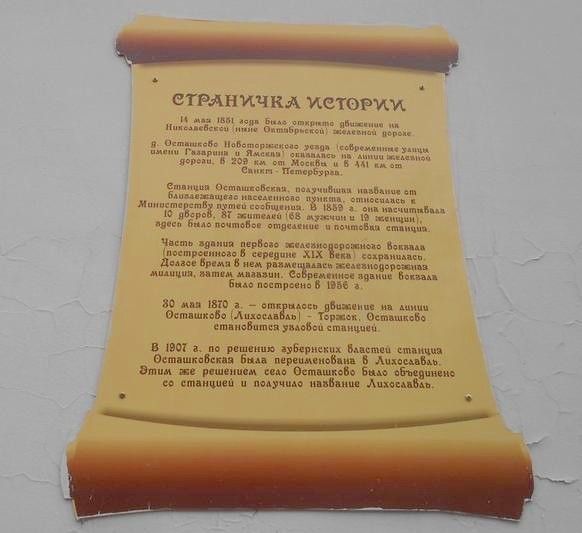 СТРАНИЧКА ИСТОРИИ
14 мая 1851 года было открыто движение на
Николаевской (ныне Октябрьской) железной дороге.
д. Осташково Новоторжского уезда (современные улицы
имени Гагарина и Ямская) оказалась на линии железной
дороги, в 209 км от Москвы и в 441 км от
Санкт - Петербурга.
Станция Осташковская, получившая название от
близлежащего населенного пункта, относилась к
Министерству путей сообщения. В 1859 г. она насчитывала
10 дворов, 87 жителей (68 мужчин и 19 женщин),
здесь было почтовое отделение и почтовая станция.
Часть здания первого железнодорожного вокзала
(построенного в середине XIX века) сохранилась.
Долгое время в нем размещалась железнодорожная
милиция, затем магазин. Современное здание вокзала
было построено в 1956 г.
30 мая 1870 г. – открылось движение на линии
Осташково (Лихославль) - Торжок. Осташково
становится узловой станцией.
В 1907 г. по решению губернских властей станция
Осташковская была переименована в Лихославль.
Этим же решением село Осташково было объединено
со станцией и получило название Лихославль.